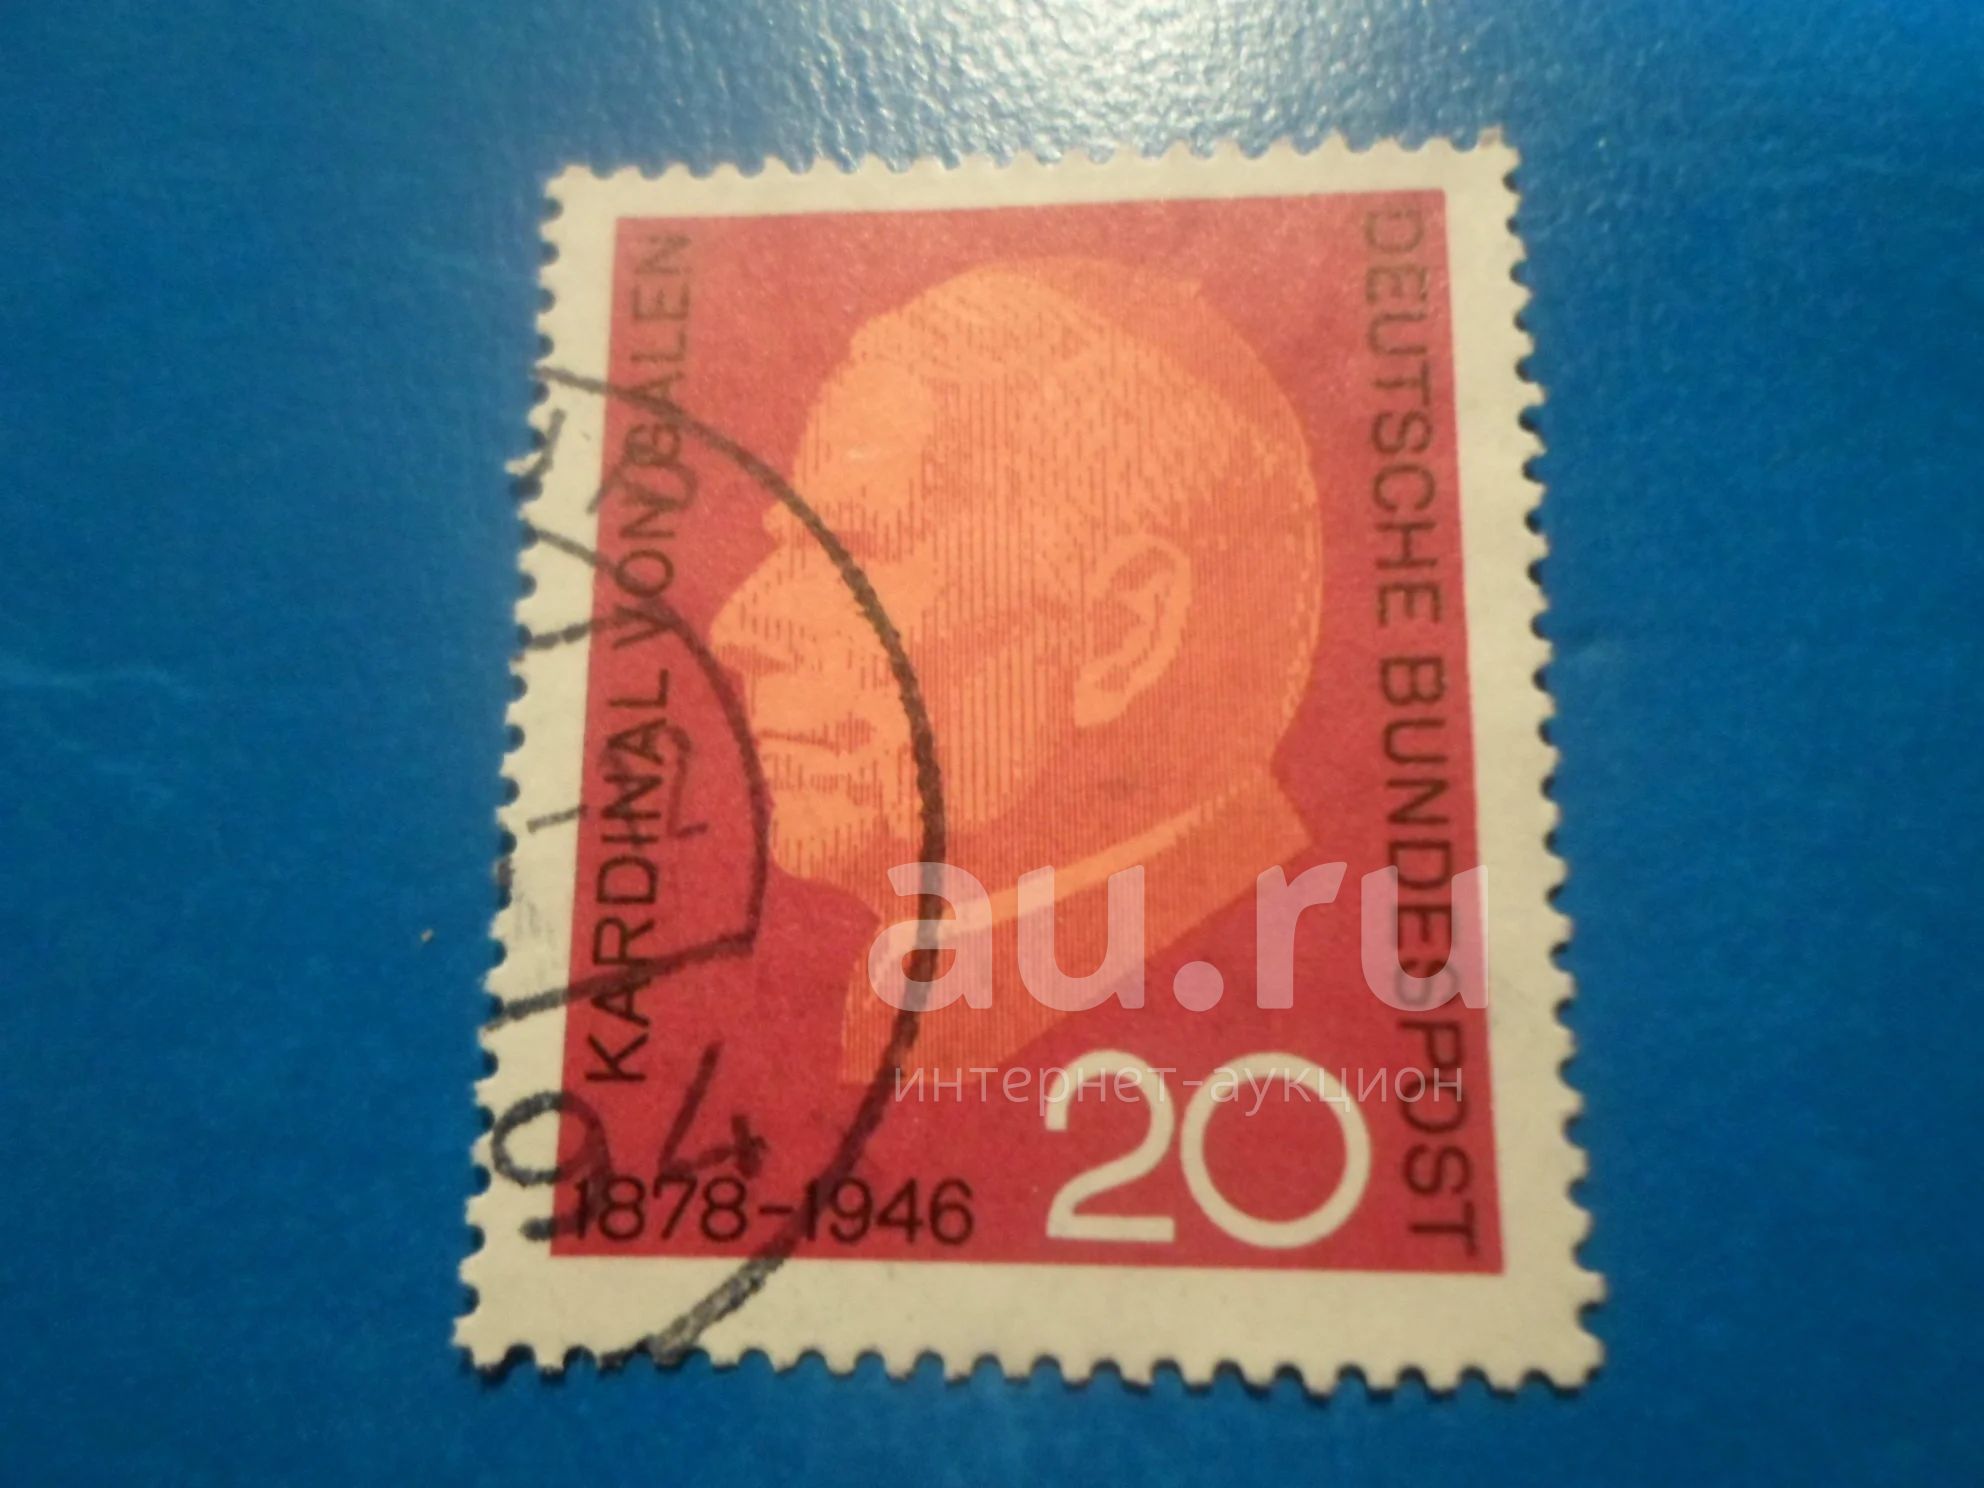 KARDINAL VON GALEN
DEUTSCHE BUNDESPOST
1878-1946
20
au.ru
интернет-аукцион